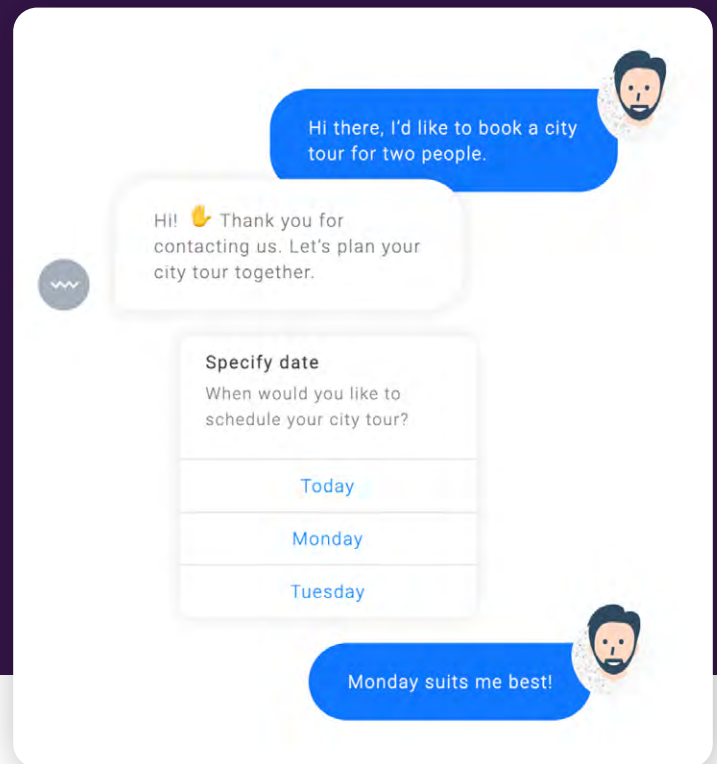 Hi there, I'd like to book a city
tour for two people.
Hi! ✋ Thank you for
contacting us. Let's plan your
city tour together.
Specify date
When would you like to
schedule your city tour?
Today
Monday
Tuesday
Monday suits me best!